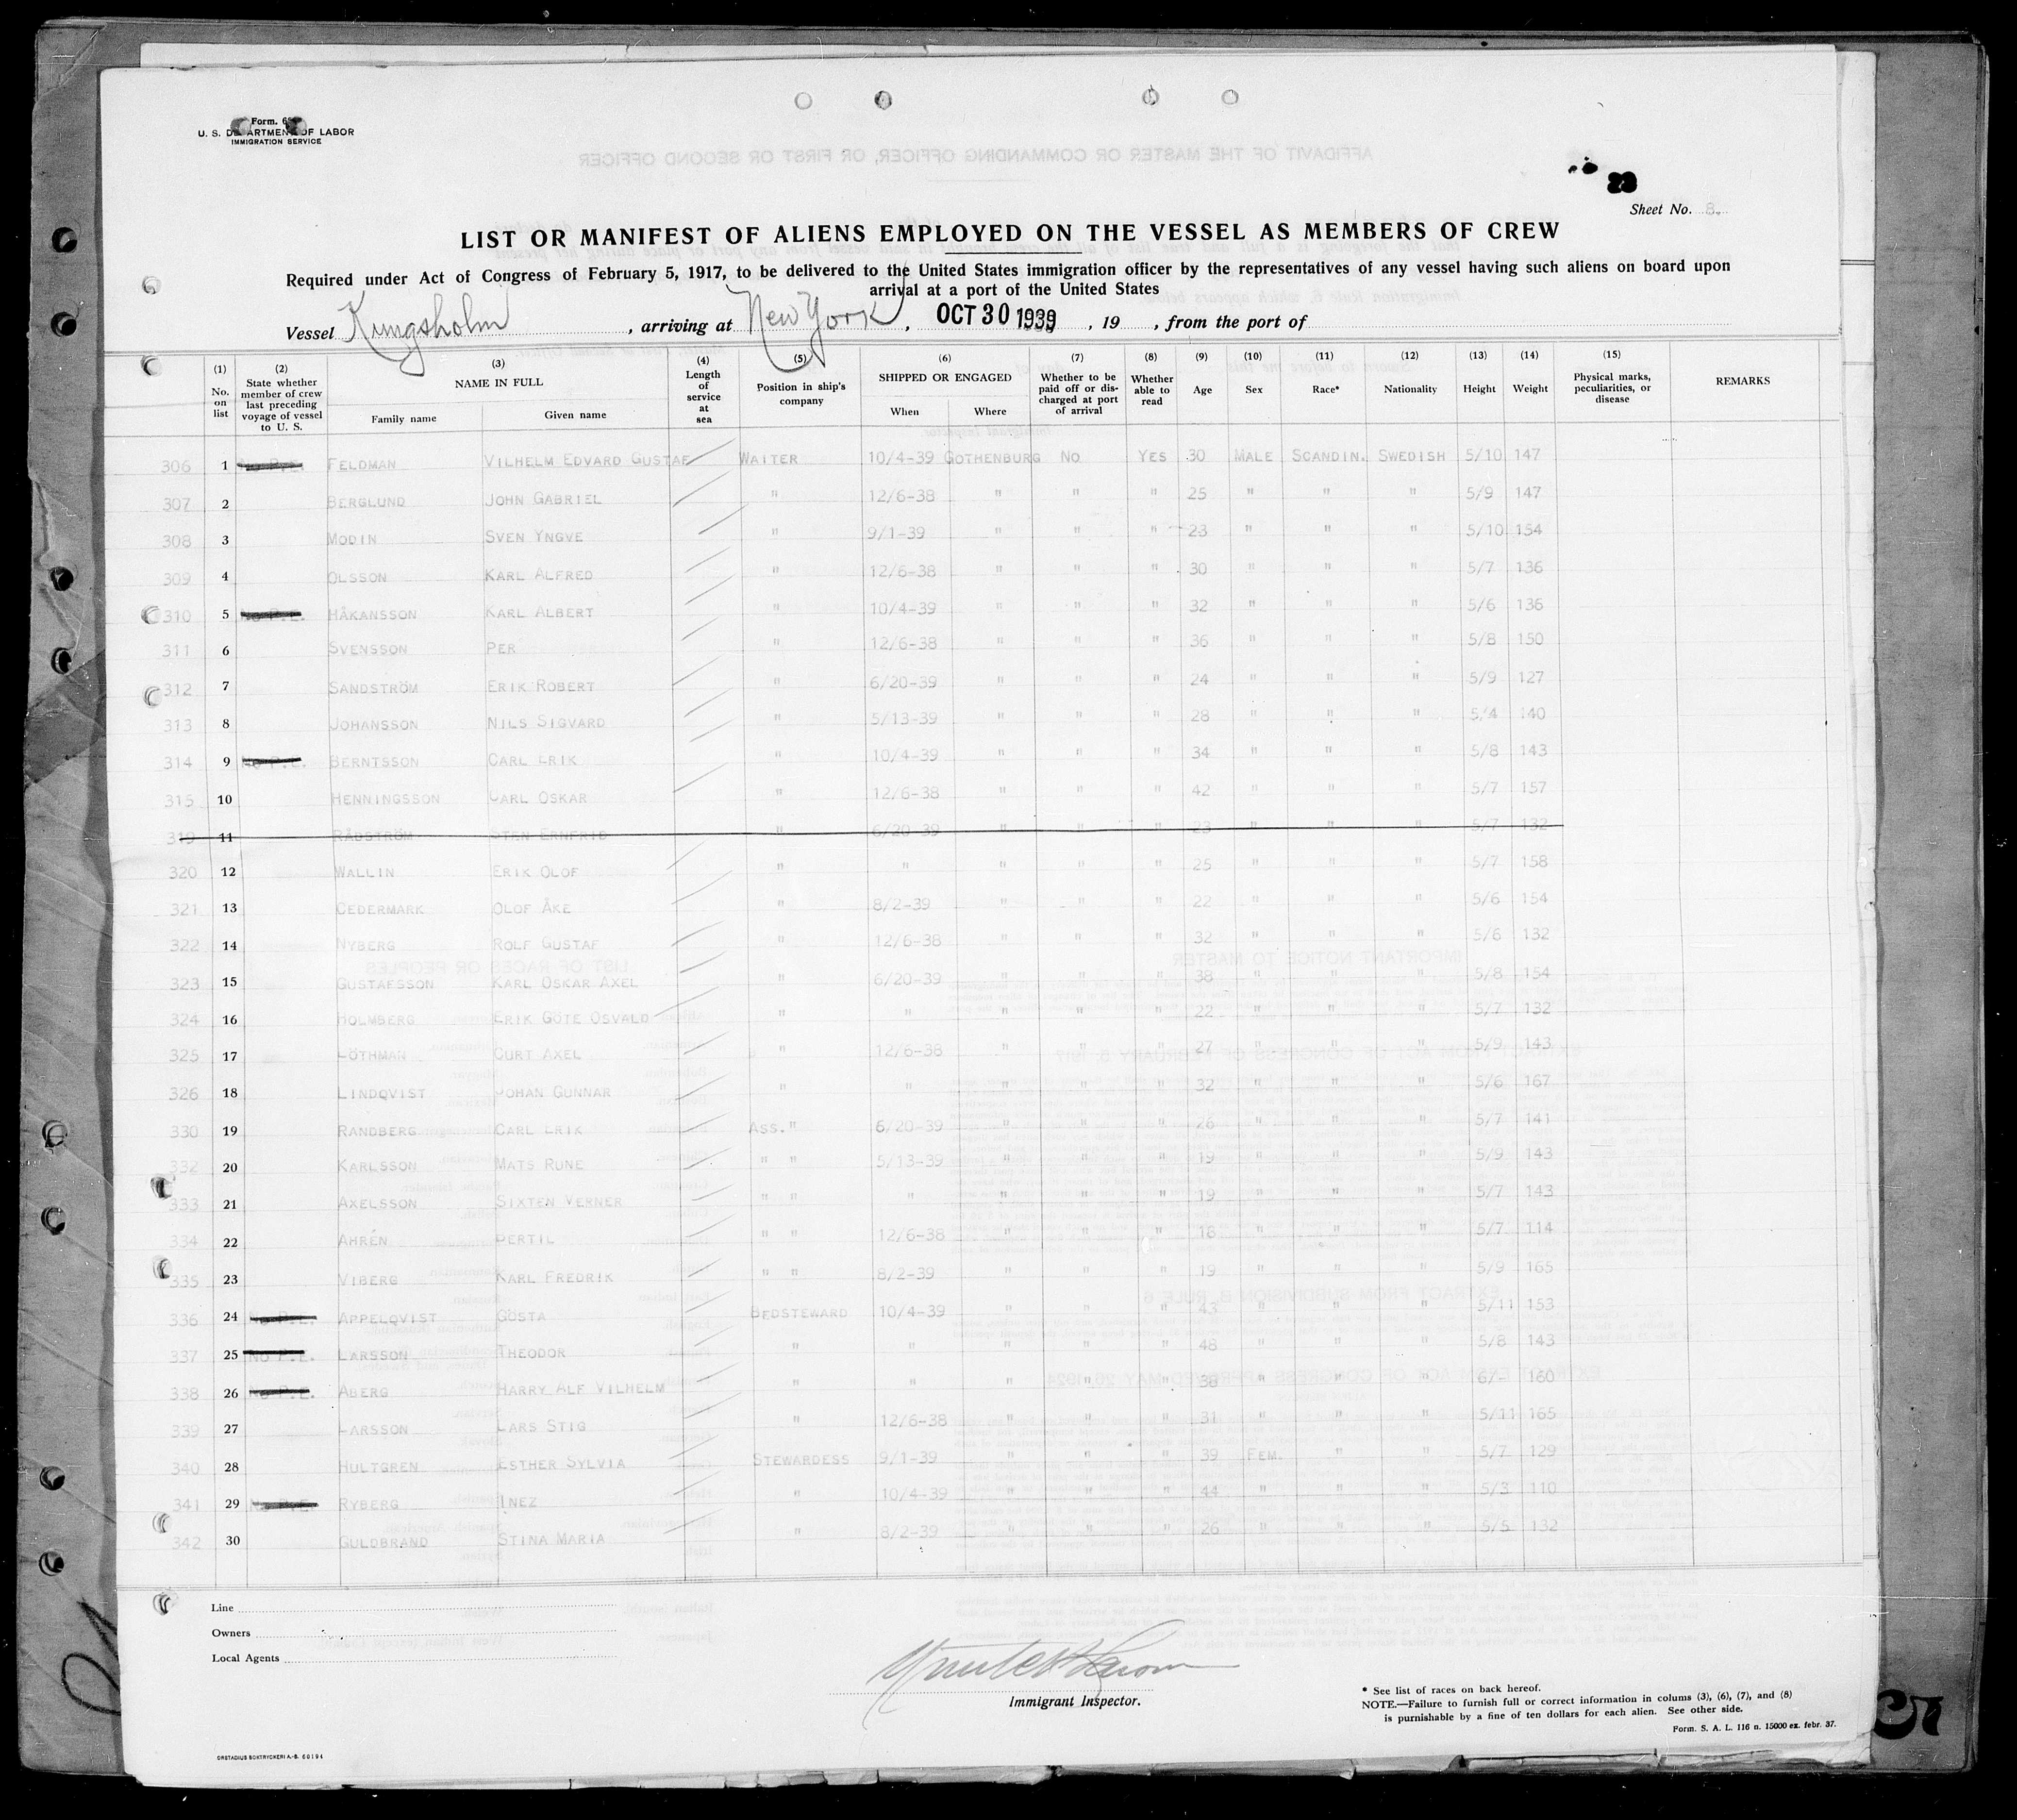 Form. 6
U. S. DEPARTMENT OF LABOR
IMMIGRATION SERVICE
Sheet No. 8.
LIST OR MANIFEST OF ALIENS EMPLOYED ON THE VESSEL AS MEMBERS OF CREW
Required under Act of Congress of February 5, 1917, to be delivered to the United States immigration officer by the representatives of any vessel having such aliens on board upon
arrival at a port of the United States
Vessel Kungsholm, arriving at New York, OCT 30 1939, 19 , from the port of
(1) No. on list (2) State whether member of crew last preceding voyage of vessel to U. S. (3) NAME IN FULL Family name Given name (4) Length of service at sea (5) Position in ship's company (6) SHIPPED OR ENGAGED When Where (7) Whether to be paid off or discharged at port of arrival (8) Whether able to read (9) Age (10) Sex (11) Race* (12) Nationality (13) Height (14) Weight (15) Physical marks, peculiarities, or disease REMARKS
306 1 FELDMAN VILHELM EDVARD GUSTAF WAITER 10/4-39 GOTHENBURG NO YES 30 MALE SCANDIN. SWEDISH 5/10 147
307 2 BERGLUND JOHN GABRIEL " 12/6-38 " " " 25 " " " 5/9 147
308 3 MODIN SVEN YNGVE " 9/1-39 " " " 23 " " " 5/10 154
309 4 OLSSON KARL ALFRED " 12/6-38 " " " 30 " " " 5/7 136
310 5 No P.E. HÅKANSSON KARL ALBERT " 10/4-39 " " " 32 " " " 5/6 136
311 6 SVENSSON PER " 12/6-38 " " " 36 " " " 5/8 150
312 7 SANDSTRÖM ERIK ROBERT " 6/20-39 " " " 24 " " " 5/9 127
313 8 JOHANSSON NILS SIGVARD " 5/13-39 " " " 28 " " " 5/4 140
314 9 No P.E. BERNTSSON CARL ERIK " 10/4-39 " " " 34 " " " 5/8 143
315 10 HENNINGSSON CARL OSKAR " 12/6-38 " " " 42 " " " 5/7 157
319 11 RÅDSTRÖM STEN ERNFRID " 6/20-39 " " " 23 " " " 5/7 132
320 12 WALLIN ERIK OLOF " " " " " 25 " " " 5/7 158
321 13 CEDERMARK OLOF ÅKE " 8/2-39 " " " 22 " " " 5/6 154
322 14 NYBERG ROLF GUSTAF " 12/6-38 " " " 32 " " " 5/6 132
323 15 GUSTAFSSON KARL OSKAR AXEL " 6/20-39 " " " 38 " " " 5/8 154
324 16 HOLMBERG ERIK GÖTE OSVALD " " " " " 22 " " " 5/7 132
325 17 LÖTHMAN CURT AXEL " 12/6-38 " " " 27 " " " 5/9 143
326 18 LINDQVIST JOHAN GUNNAR " " " " " 32 " " " 5/6 167
330 19 RANDBERG CARL ERIK ASS. " 6/20-39 " " " 26 " " " 5/7 141
332 20 KARLSSON MATS RUNE " " 5/13-39 " " " 19 " " " 5/9 143
333 21 AXELSSON SIXTEN VERNER " " " " " " 19 " " " 5/7 143
334 22 AHRÉN BERTIL " " 12/6-38 " " " 18 " " " 5/7 114
335 23 VIBERG KARL FREDRIK " " 8/2-39 " " " 19 " " " 5/9 165
336 24 No P.E. APPELQVIST GÖSTA BEDSTEWARD 10/4-39 " " " 43 " " " 5/11 153
337 25 No P.E. LARSSON THEODOR " " " " " 48 " " " 5/8 143
338 26 No P.E. ÅBERG HARRY ALF VILHELM " " " " " 38 " " " 6/- 160
339 27 LARSSON LARS STIG " 12/6-38 " " " 31 " " " 5/11 165
340 28 HULTGREN ESTHER SYLVIA STEWARDESS 9/1-39 " " " 39 FEM. " " 5/7 129
341 29 No P.E. RYBERG INEZ " 10/4-39 " " " 44 " " " 5/3 110
342 30 GULDBRAND STINA MARIA " 8/2-39 " " " 26 " " " 5/5 132
Line
Owners
Local Agents
Immigrant Inspector.
* See list of races on back hereof.
NOTE.—Failure to furnish full or correct information in colums (3), (6), (7), and (8)
is purnishable by a fine of ten dollars for each alien. See other side.
Form. S. A. L. 116 n. 15000 ex. febr. 37.
ORSTADIUS BOKTRYCKERI A.-B. 60194